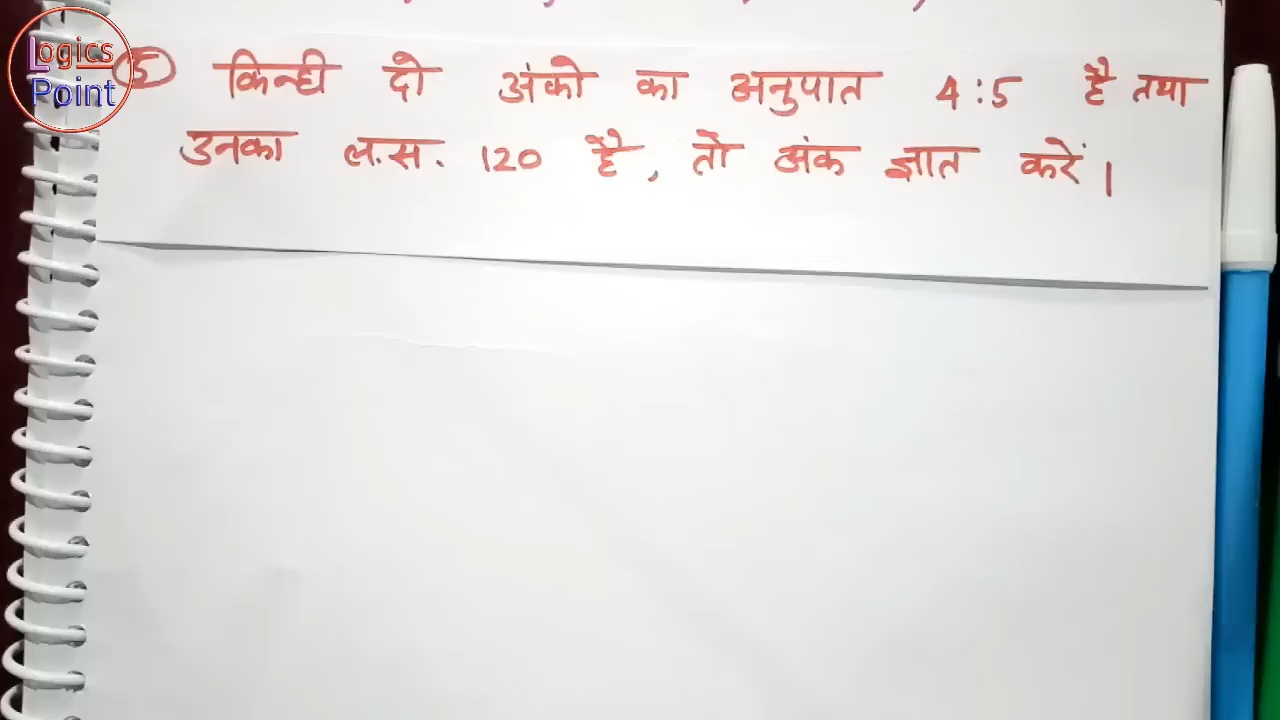 Logics
Point
5 किन्ही दो अंको का अनुपात 4:5 है तथा
उनका ल.स. 120 है, तो अंक ज्ञात करें।